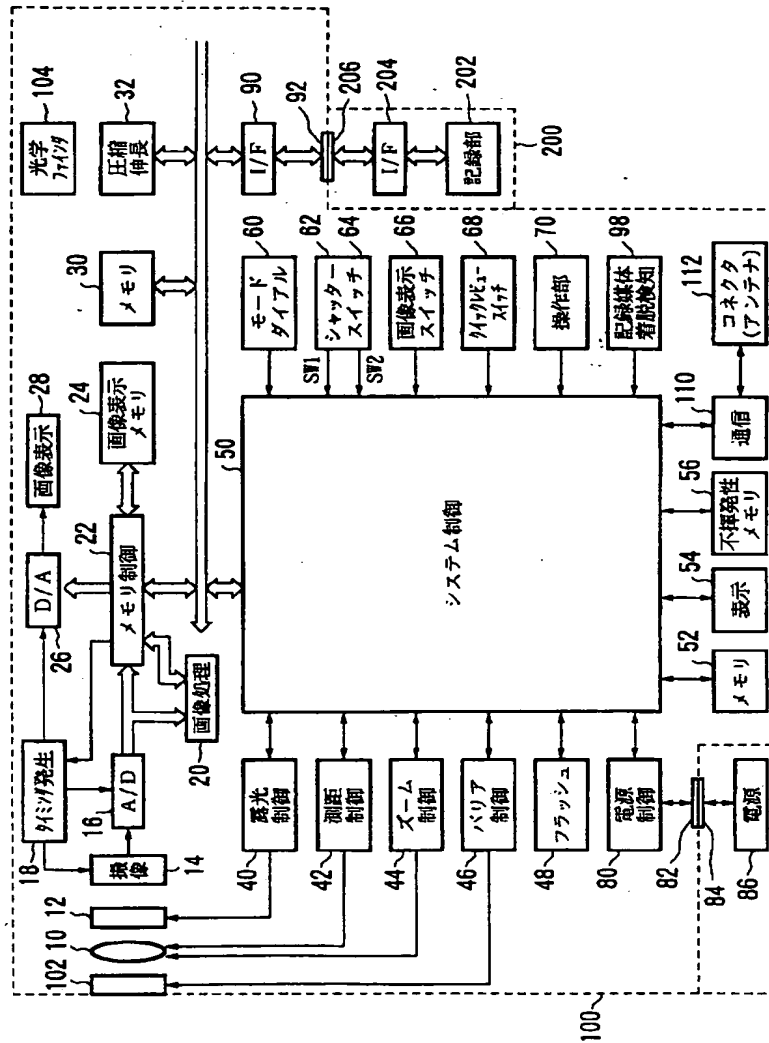 光学
ファインダ
104
圧縮
伸長
32
メモリ
30
画像表示
28
画像表示
メモリ
24
D/A
26
メモリ制御
22
タイミング発生
18
A/D
16
撮像
14
画像処理
20
12
10
102
I/F
90
92
206
I/F
204
記録部
202
200
システム制御
50
モード
ダイアル
60
シャッター
スイッチ
62
64
SW1
SW2
画像表示
スイッチ
66
クイックレビュー
スイッチ
68
操作部
70
記録媒体
着脱検知
98
露光
制御
40
測距
制御
42
ズーム
制御
44
バリア
制御
46
フラッシュ
48
電源
制御
80
82
84
電源
86
メモリ
52
表示
54
不揮発性
メモリ
56
通信
110
コネクタ
(アンテナ)
112
100